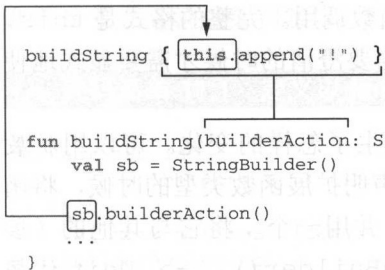 buildString { this.append("!") }
fun buildString(builderAction: S
val sb = StringBuilder()
sb.builderAction()
...
}